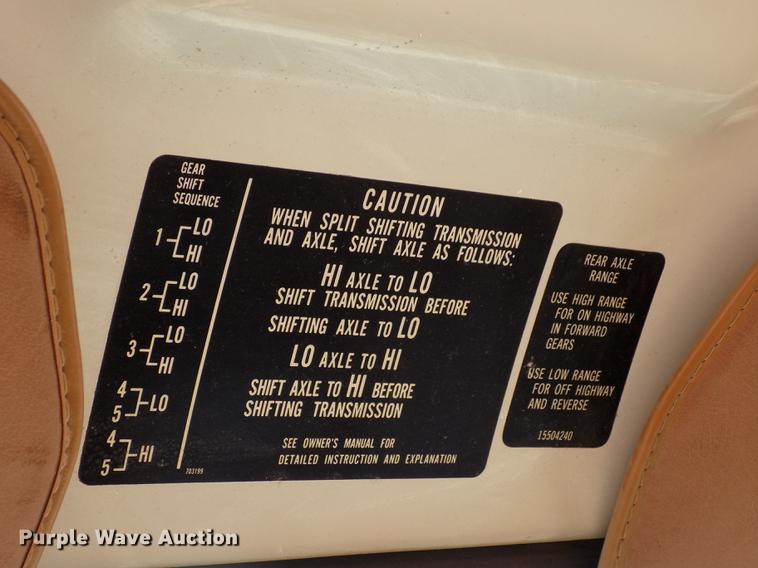 GEAR
SHIFT
SEQUENCE
1 LO
HI
2 LO
HI
3 LO
HI
4
5 LO
4
5 HI
CAUTION
WHEN SPLIT SHIFTING TRANSMISSION
AND AXLE, SHIFT AXLE AS FOLLOWS:
HI AXLE TO LO
SHIFT TRANSMISSION BEFORE
SHIFTING AXLE TO LO
LO AXLE TO HI
SHIFT AXLE TO HI BEFORE
SHIFTING TRANSMISSION
SEE OWNER'S MANUAL FOR
DETAILED INSTRUCTION AND EXPLANATION
703199
REAR AXLE
RANGE
USE HIGH RANGE
FOR ON HIGHWAY
IN FORWARD
GEARS
USE LOW RANGE
FOR OFF HIGHWAY
AND REVERSE
15504240
Purple Wave Auction